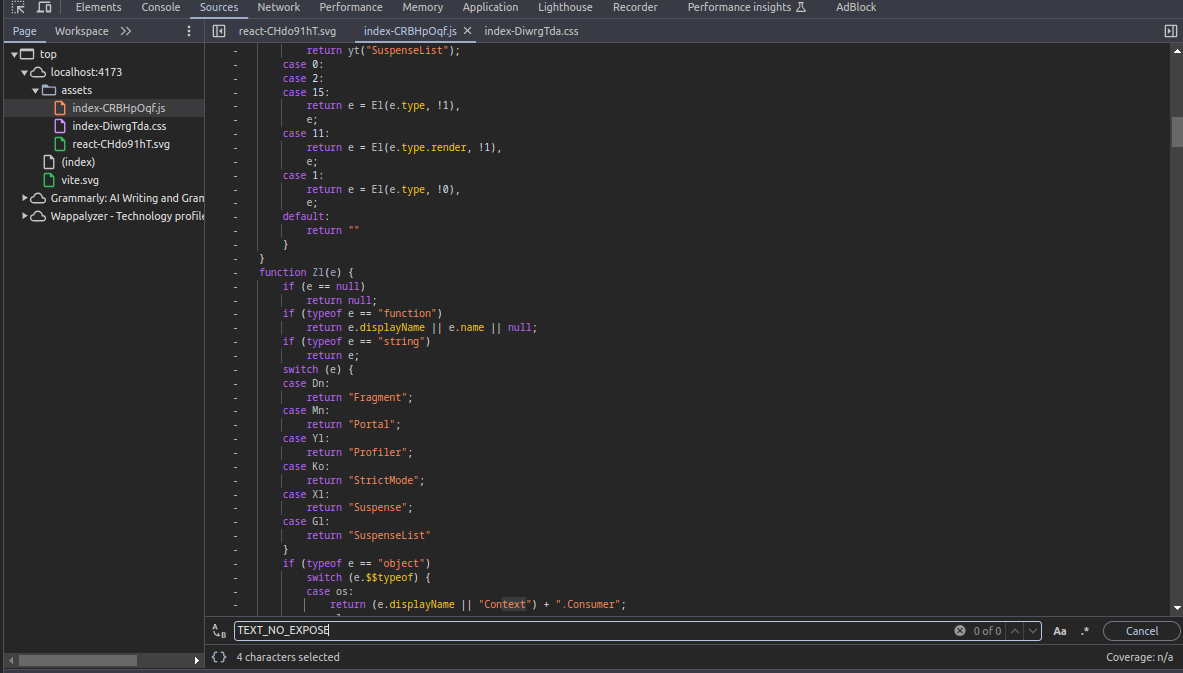 Elements Console Sources Network Performance Memory Application Lighthouse Recorder Performance insights AdBlock
Page Workspace react-CHdo91hT.svg index-CRBHpOqf.js index-DiwrgTda.css
top
localhost:4173
assets
index-CRBHpOqf.js
index-DiwrgTda.css
react-CHdo91hT.svg
(index)
vite.svg
Grammarly: AI Writing and Gran
Wappalyzer - Technology profile
- return yt("SuspenseList");
- case 0:
- case 2:
- case 15:
- return e = El(e.type, !1),
- e;
- case 11:
- return e = El(e.type.render, !1),
- e;
- case 1:
- return e = El(e.type, !0),
- e;
- default:
- return ""
- }
- }
- function Zl(e) {
- if (e == null)
- return null;
- if (typeof e == "function")
- return e.displayName || e.name || null;
- if (typeof e == "string")
- return e;
- switch (e) {
- case Dn:
- return "Fragment";
- case Mn:
- return "Portal";
- case Yl:
- return "Profiler";
- case Ko:
- return "StrictMode";
- case Xl:
- return "Suspense";
- case Gl:
- return "SuspenseList"
- }
- if (typeof e == "object")
- switch (e.$$typeof) {
- case os:
- return (e.displayName || "Context") + ".Consumer";
TEXT_NO_EXPOSE 0 of 0 Aa .* Cancel
{} 4 characters selected Coverage: n/a